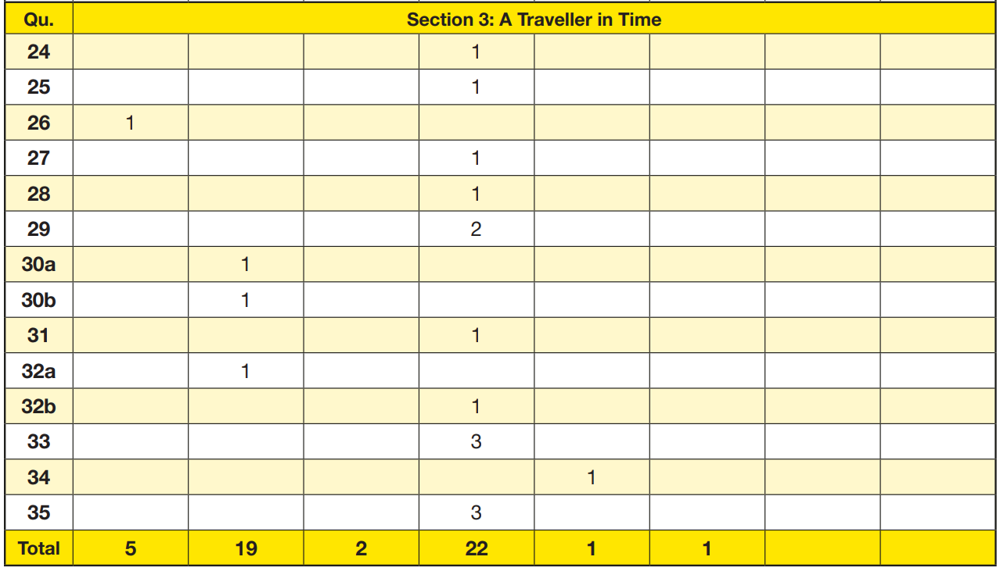 Qu. Section 3: A Traveller in Time
24 1
25 1
26 1
27 1
28 1
29 2
30a 1
30b 1
31 1
32a 1
32b 1
33 3
34 1
35 3
Total 5 19 2 22 1 1